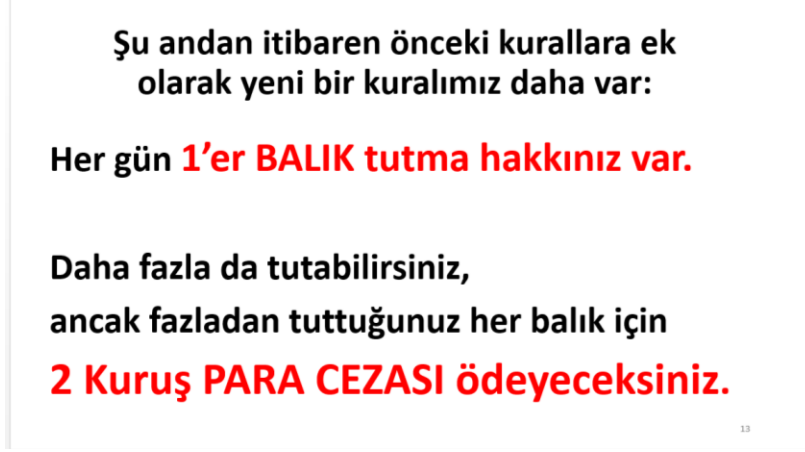 Şu andan itibaren önceki kurallara ek
olarak yeni bir kuralımız daha var:
Her gün 1’er BALIK tutma hakkınız var.
Daha fazla da tutabilirsiniz,
ancak fazladan tuttuğunuz her balık için
2 Kuruş PARA CEZASI ödeyeceksiniz.
13